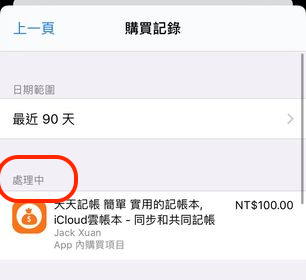 上一頁
購買記錄
日期範圍
最近 90 天
處理中
天天記帳 簡單 實用的記帳本,
NT$100.00
iCloud雲帳本 - 同步和共同記帳
Jack Xuan
App 內購買項目